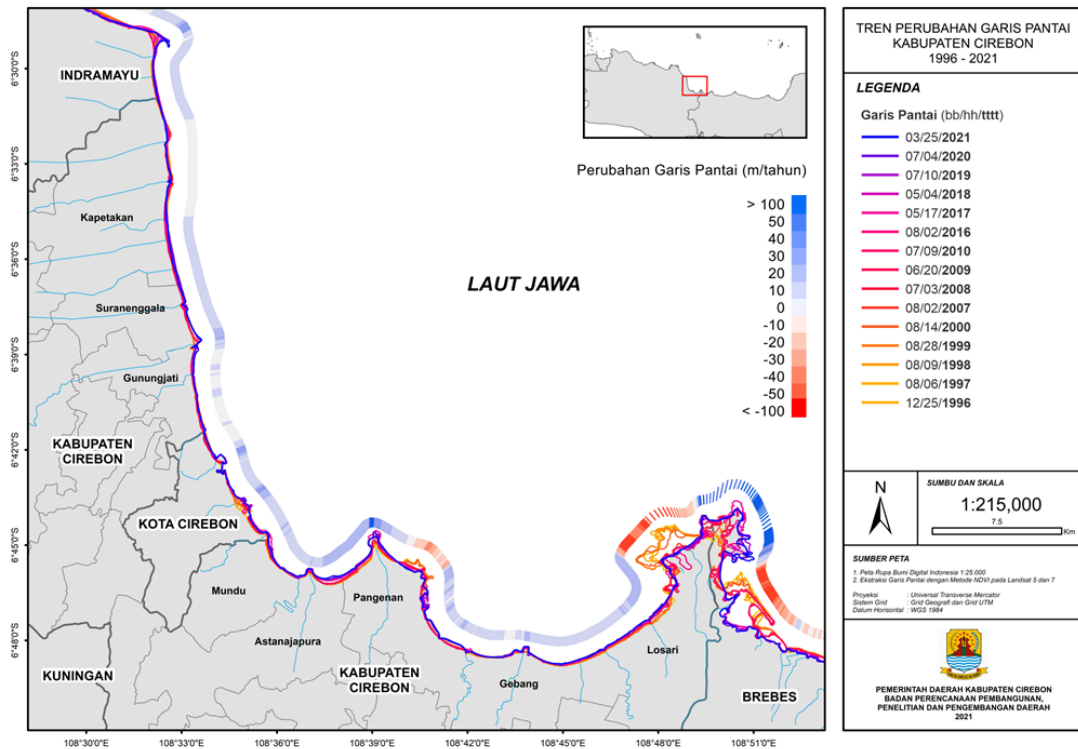 TREN PERUBAHAN GARIS PANTAI
KABUPATEN CIREBON
1996 - 2021
LEGENDA
Garis Pantai (bb/hh/tttt)
03/25/2021
07/04/2020
07/10/2019
05/04/2018
05/17/2017
08/02/2016
07/09/2010
06/20/2009
07/03/2008
08/02/2007
08/14/2000
08/28/1999
08/09/1998
08/06/1997
12/25/1996
N
SUMBU DAN SKALA
1:215,000
7.5
Km
SUMBER PETA
1. Peta Rupa Bumi Digital Indonesia 1:25.000
2. Ekstraksi Garis Pantai dengan Metode NDVI pada Landsat 5 dan 7
Proyeksi : Universal Transverse Mercator
Sistem Grid : Grid Geografi dan Grid UTM
Datum Horisontal : WGS 1984
PEMERINTAH DAERAH KABUPATEN CIREBON
BADAN PERENCANAAN PEMBANGUNAN,
PENELITIAN DAN PENGEMBANGAN DAERAH
2021
Perubahan Garis Pantai (m/tahun)
> 100
50
40
30
20
10
0
-10
-20
-30
-40
-50
< -100
LAUT JAWA
INDRAMAYU
Kapetakan
Suranenggala
Gunungjati
KABUPATEN
CIREBON
KOTA CIREBON
Mundu
Pangenan
Astanajapura
KABUPATEN
CIREBON
Gebang
Losari
KUNINGAN
BREBES
6°30'0"S
6°33'0"S
6°36'0"S
6°39'0"S
6°42'0"S
6°45'0"S
6°48'0"S
108°30'0"E
108°33'0"E
108°36'0"E
108°39'0"E
108°42'0"E
108°45'0"E
108°48'0"E
108°51'0"E